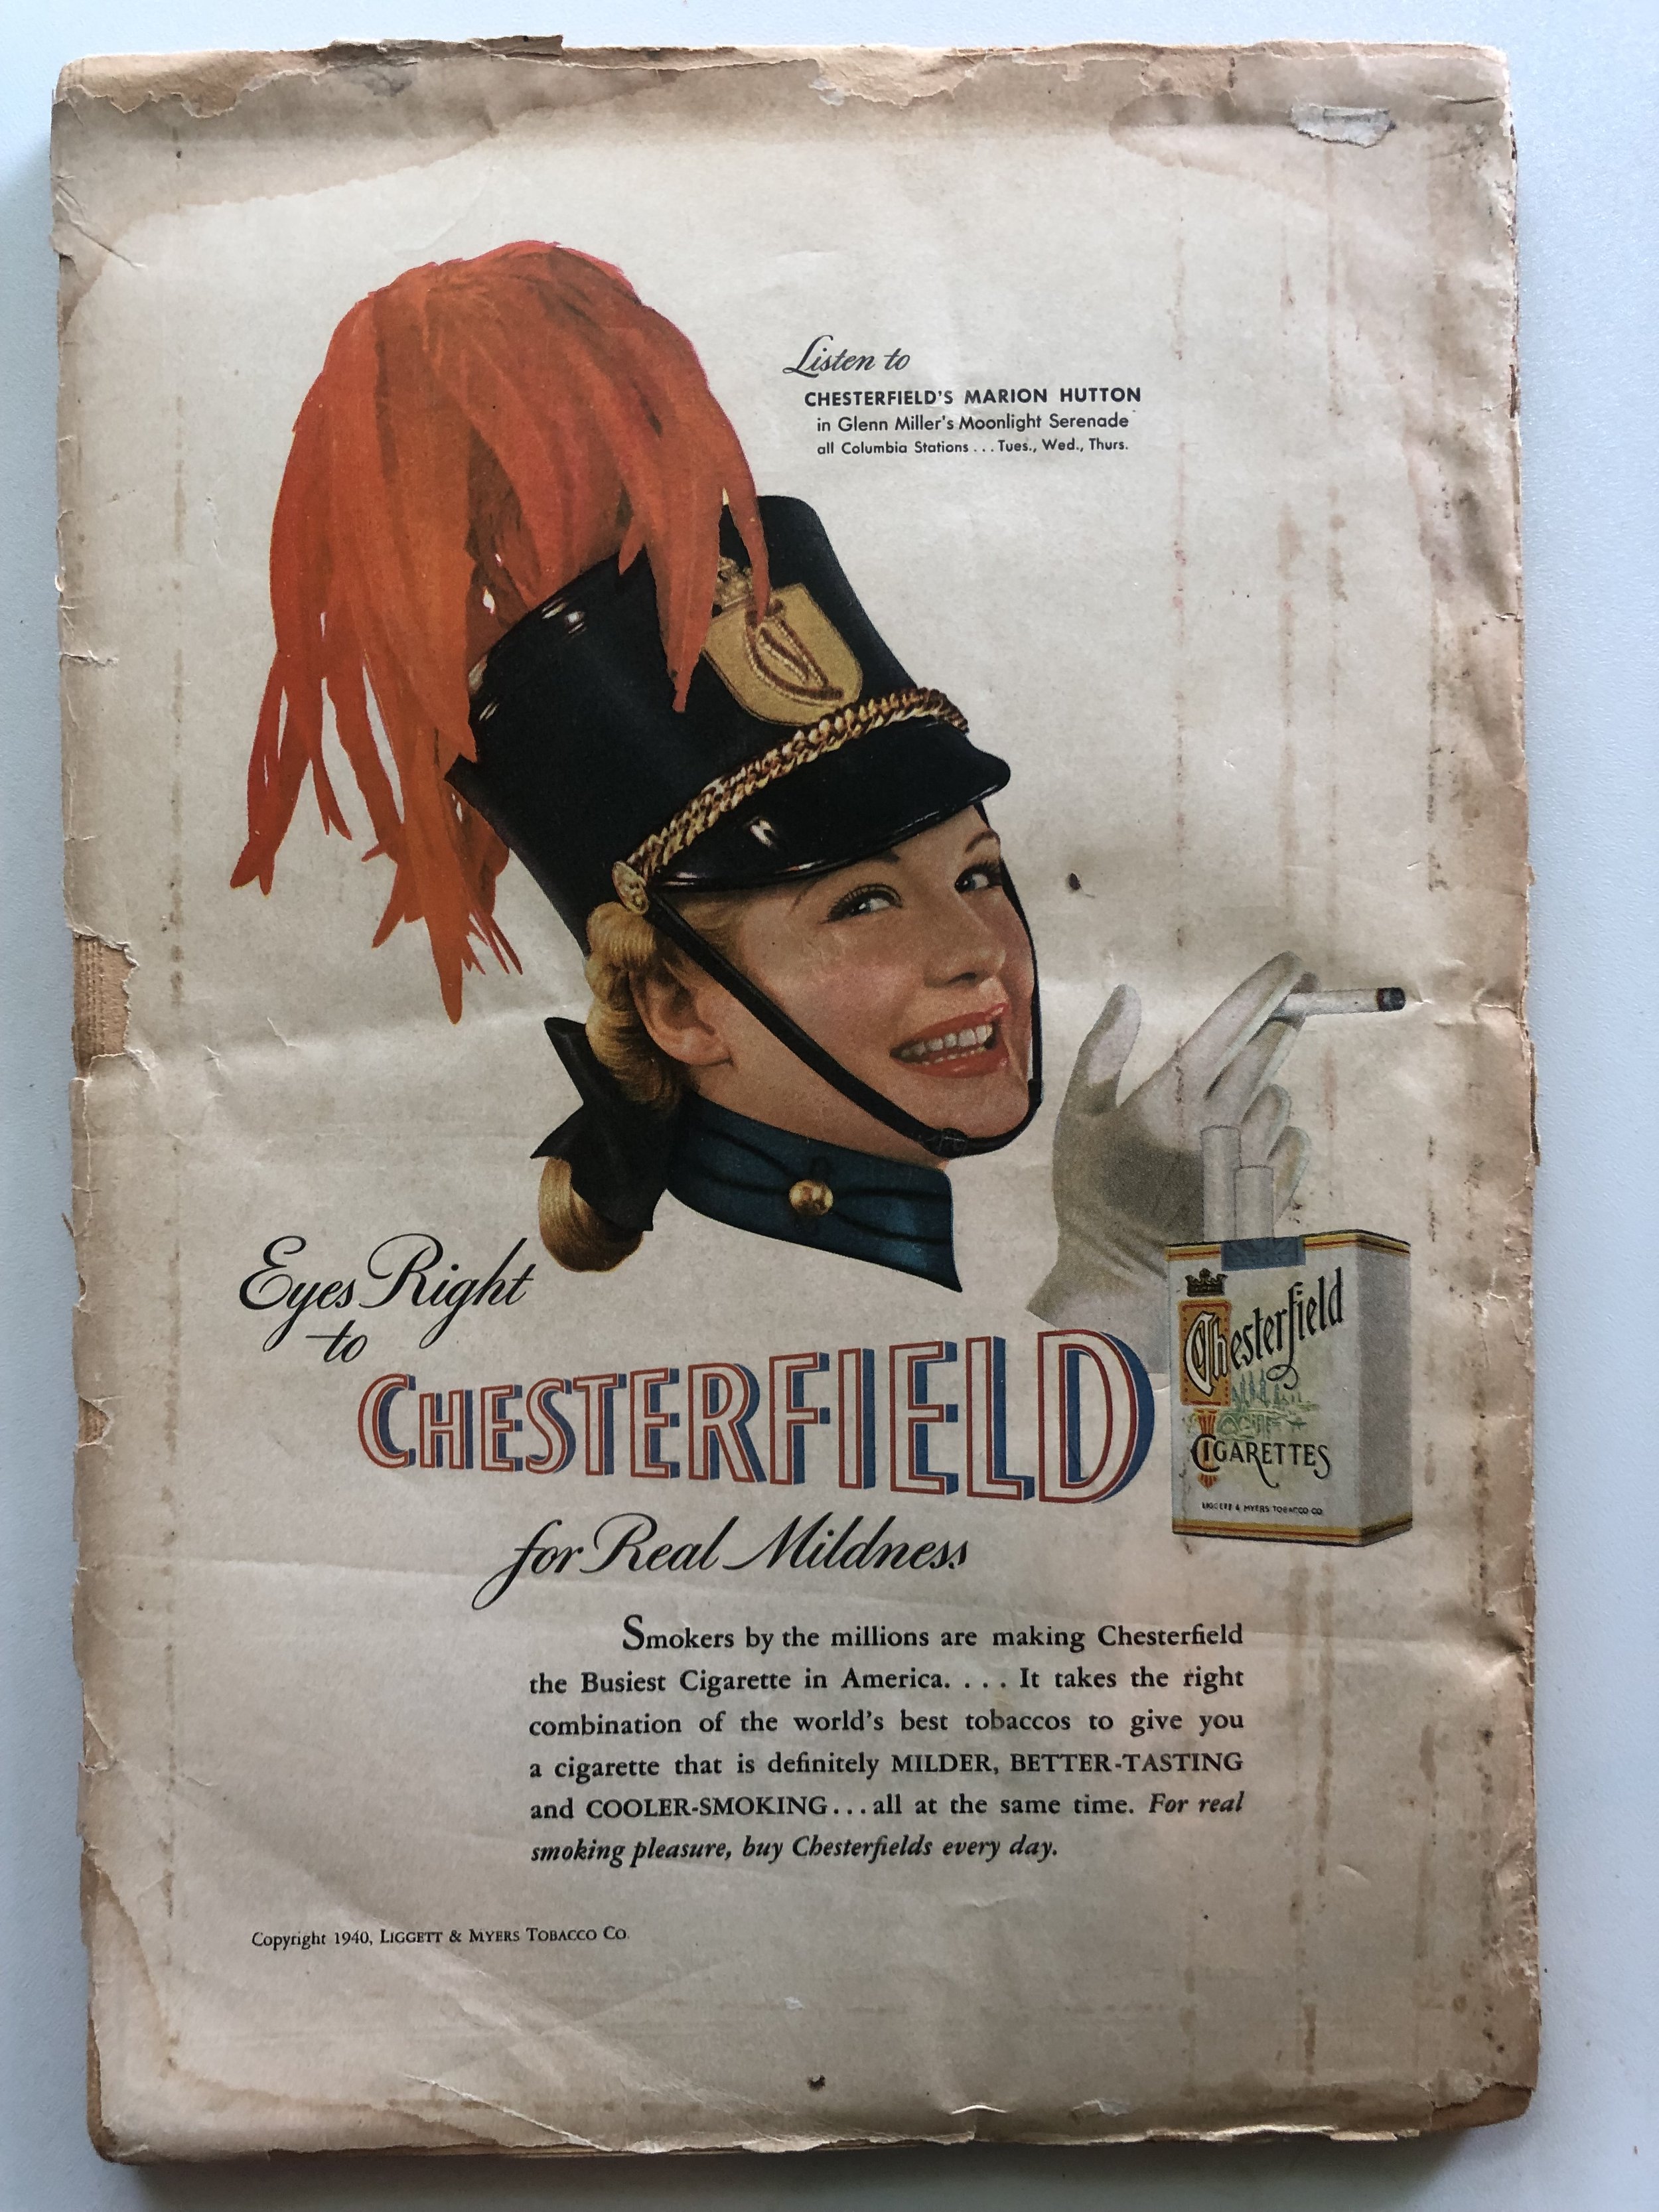 Listen to
CHESTERFIELD'S MARION HUTTON
in Glenn Miller's Moonlight Serenade
all Columbia Stations . . . Tues., Wed., Thurs.
Eyes Right
to
CHESTERFIELD
for Real Mildness
Chesterfield
CIGARETTES
LIGGETT & MYERS TOBACCO CO.
Smokers by the millions are making Chesterfield
the Busiest Cigarette in America. . . . It takes the right
combination of the world's best tobaccos to give you
a cigarette that is definitely MILDER, BETTER-TASTING
and COOLER-SMOKING...all at the same time. For real
smoking pleasure, buy Chesterfields every day.
Copyright 1940, LIGGETT & MYERS TOBACCO CO.